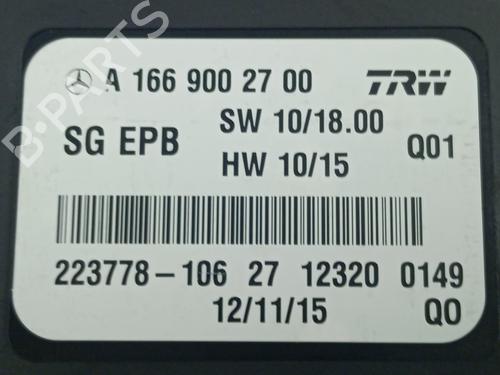 B-PARTS
A 166 900 27 00 TRW
SG EPB SW 10/18.00 Q01
HW 10/15
223778-106 27 12320 0149
12/11/15 QO